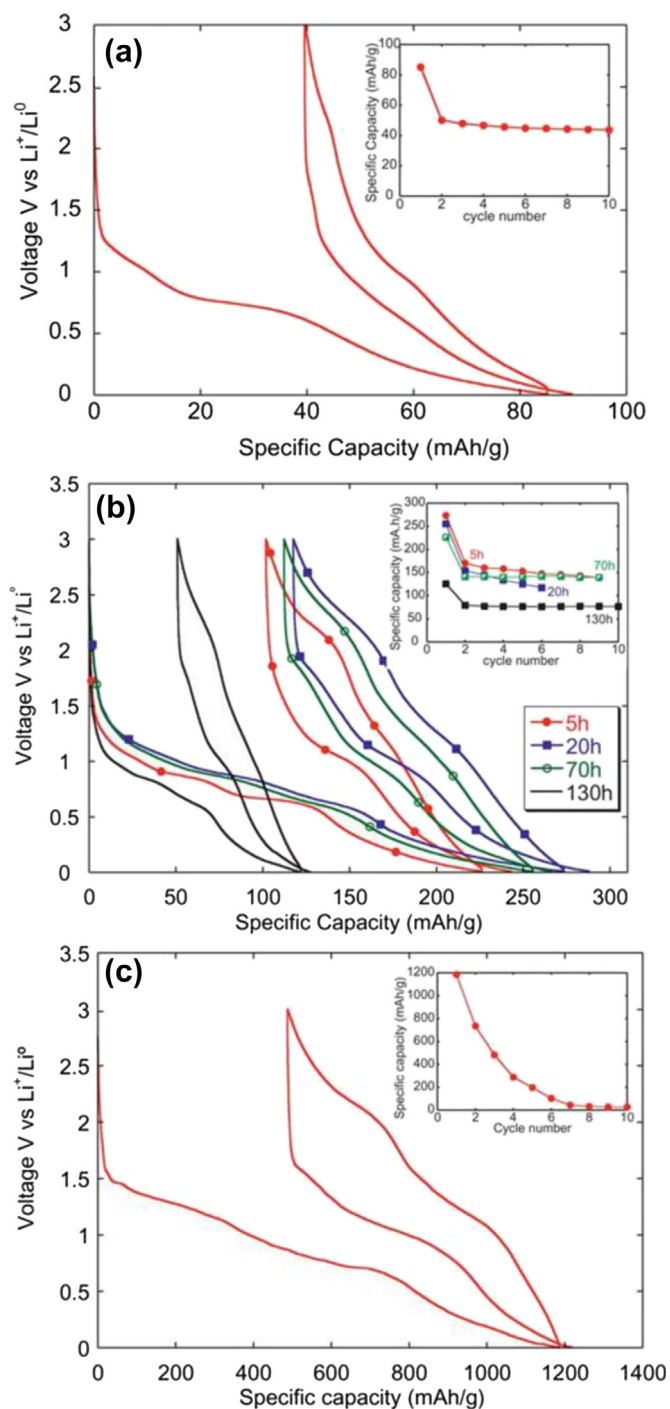 (a)
Voltage V vs Li⁺/Li⁰
3
2.5
2
1.5
1
0.5
0
0 20 40 60 80 100
Specific Capacity (mAh/g)
Specific Capacity (mAh/g)
100
80
60
40
20
0
0 2 4 6 8 10
cycle number
(b)
Voltage V vs Li⁺/Li°
3.5
3
2.5
2
1.5
1
0.5
0
0 50 100 150 200 250 300
Specific Capacity (mAh/g)
Specific capacity (mA.h/g)
300
250
200
150
100
50
0
5h
70h
20h
130h
0 2 4 6 8 10
cycle number
5h
20h
70h
130h
(c)
Voltage V vs Li⁺/Liº
3.5
3
2.5
2
1.5
1
0.5
0
0 200 400 600 800 1000 1200 1400
Specific capacity (mAh/g)
Specific capacity (mAh/g)
1200
1000
800
600
400
200
0
0 2 4 6 8 10
Cycle number